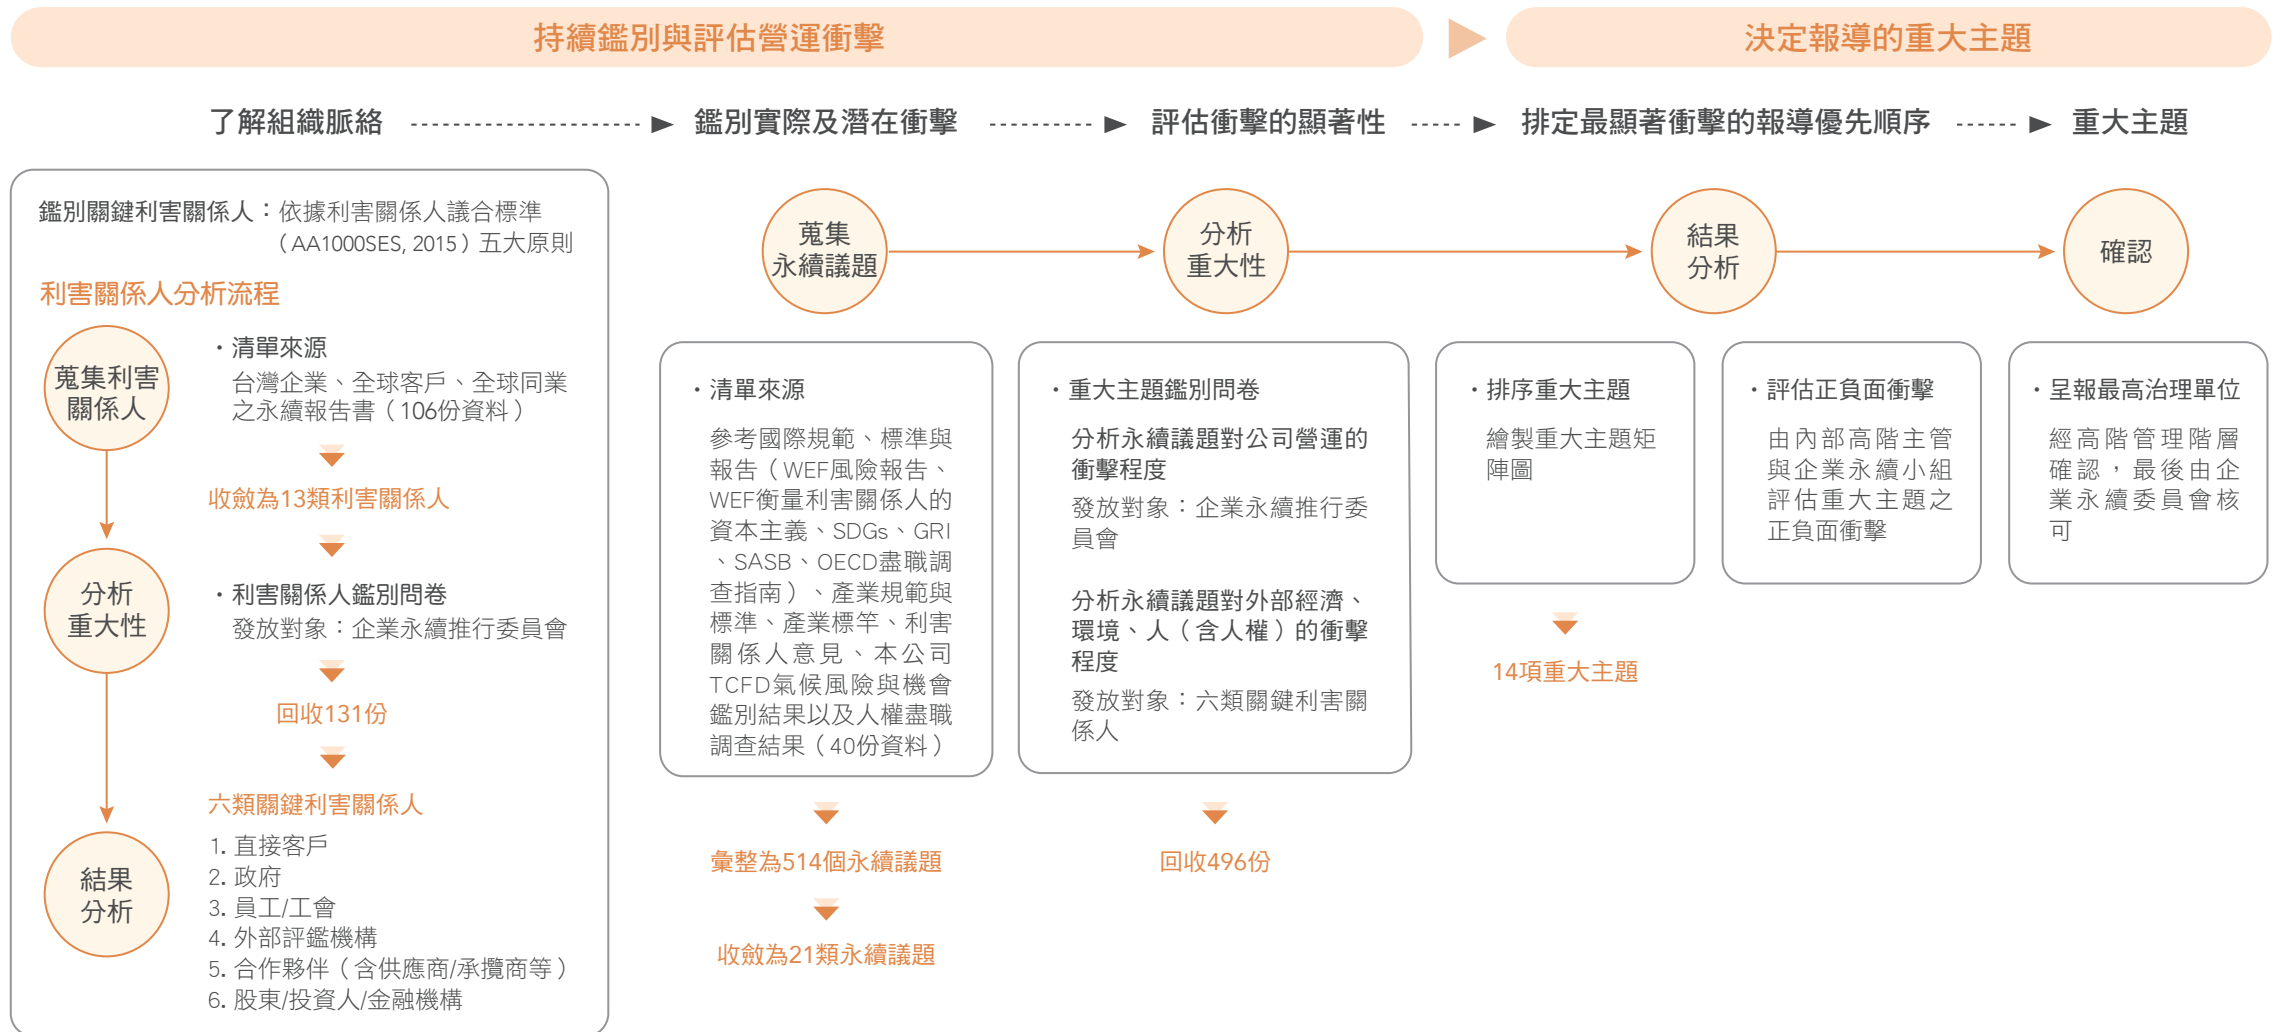 持續鑑別與評估營運衝擊
決定報導的重大主題
了解組織脈絡
鑑別實際及潛在衝擊
評估衝擊的顯著性
排定最顯著衝擊的報導優先順序
重大主題
鑑別關鍵利害關係人：依據利害關係人議合標準
（AA1000SES, 2015）五大原則
利害關係人分析流程
蒐集利害
關係人
・清單來源
台灣企業、全球客戶、全球同業
之永續報告書（106份資料）
收斂為13類利害關係人
分析
重大性
・利害關係人鑑別問卷
發放對象：企業永續推行委員會
回收131份
六類關鍵利害關係人
結果
分析
1. 直接客戶
2. 政府
3. 員工/工會
4. 外部評鑑機構
5. 合作夥伴（含供應商/承攬商等）
6. 股東/投資人/金融機構
蒐集
永續議題
・清單來源
參考國際規範、標準與
報告（WEF風險報告、
WEF衡量利害關係人的
資本主義、SDGs、GRI
、SASB、OECD盡職調
查指南）、產業規範與
標準、產業標竿、利害
關係人意見、本公司
TCFD氣候風險與機會
鑑別結果以及人權盡職
調查結果（40份資料）
彙整為514個永續議題
收斂為21類永續議題
分析
重大性
・重大主題鑑別問卷
分析永續議題對公司營運的
衝擊程度
發放對象：企業永續推行委
員會
分析永續議題對外部經濟、
環境、人（含人權）的衝擊
程度
發放對象：六類關鍵利害關
係人
回收496份
結果
分析
・排序重大主題
繪製重大主題矩
陣圖
14項重大主題
・評估正負面衝擊
由內部高階主管
與企業永續小組
評估重大主題之
正負面衝擊
確認
・呈報最高治理單位
經高階管理階層
確認，最後由企
業永續委員會核
可